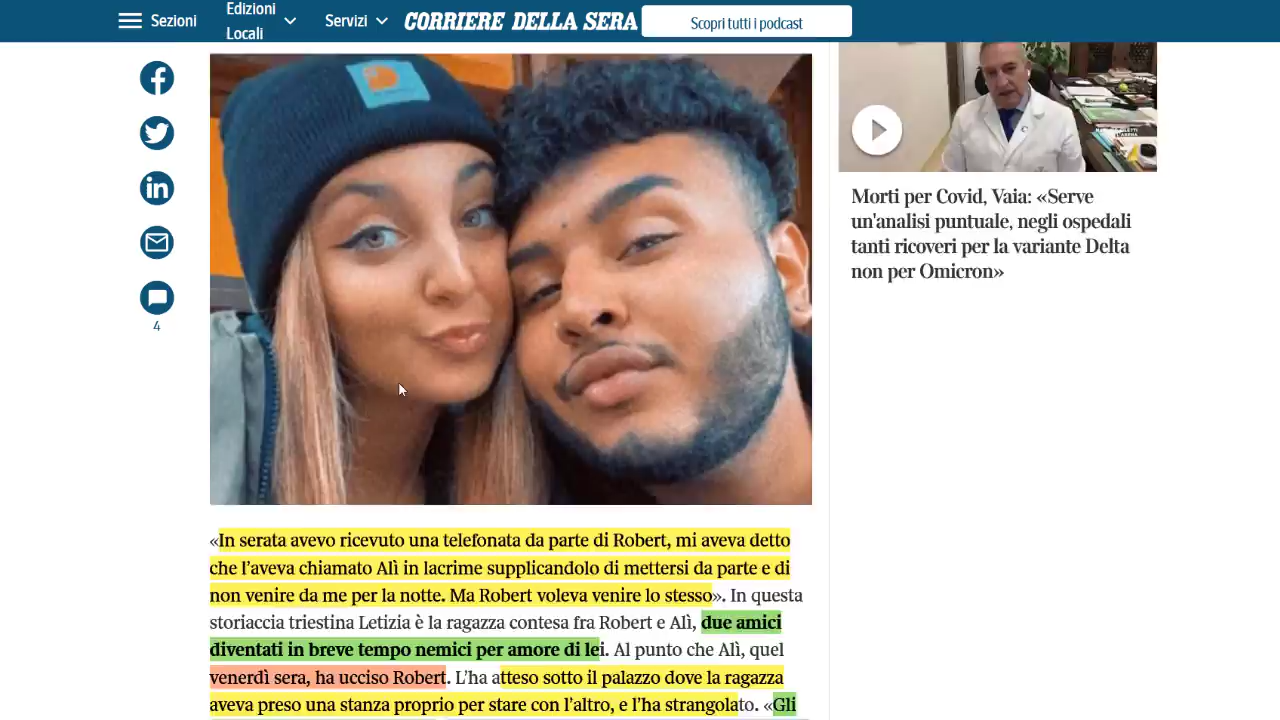 Sezioni
Edizioni
Locali
Servizi
CORRIERE DELLA SERA
Scopri tutti i podcast
4
Morti per Covid, Vaia: «Serve
un'analisi puntuale, negli ospedali
tanti ricoveri per la variante Delta
non per Omicron»
«In serata avevo ricevuto una telefonata da parte di Robert, mi aveva detto
che l'aveva chiamato Alì in lacrime supplicandolo di mettersi da parte e di
non venire da me per la notte. Ma Robert voleva venire lo stesso». In questa
storiaccia triestina Letizia è la ragazza contesa fra Robert e Alì, due amici
diventati in breve tempo nemici per amore di lei. Al punto che Alì, quel
venerdì sera, ha ucciso Robert. L'ha atteso sotto il palazzo dove la ragazza
aveva preso una stanza proprio per stare con l'altro, e l'ha strangolato. «Gli